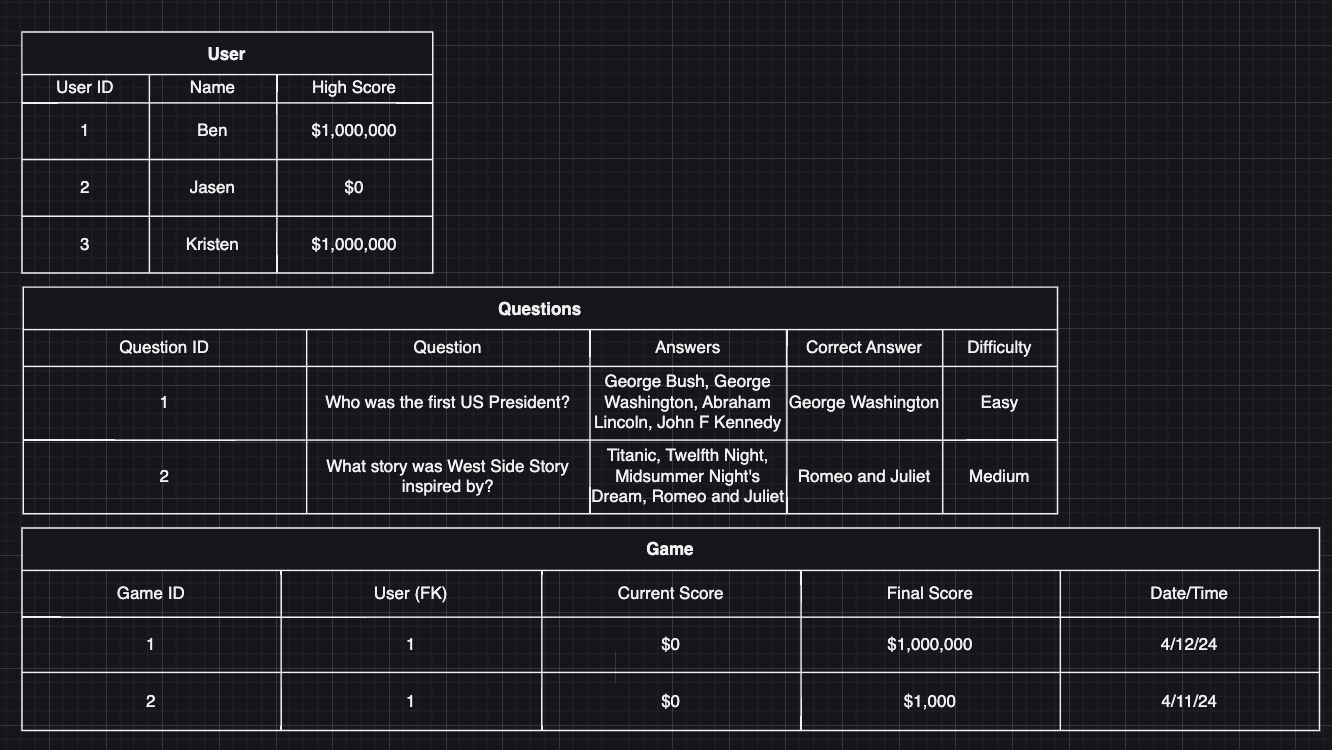 User
User ID Name High Score
1 Ben $1,000,000
2 Jasen $0
3 Kristen $1,000,000
Questions
Question ID Question Answers Correct Answer Difficulty
1 Who was the first US President? George Bush, George Washington, Abraham Lincoln, John F Kennedy George Washington Easy
2 What story was West Side Story inspired by? Titanic, Twelfth Night, Midsummer Night's Dream, Romeo and Juliet Romeo and Juliet Medium
Game
Game ID User (FK) Current Score Final Score Date/Time
1 1 $0 $1,000,000 4/12/24
2 1 $0 $1,000 4/11/24